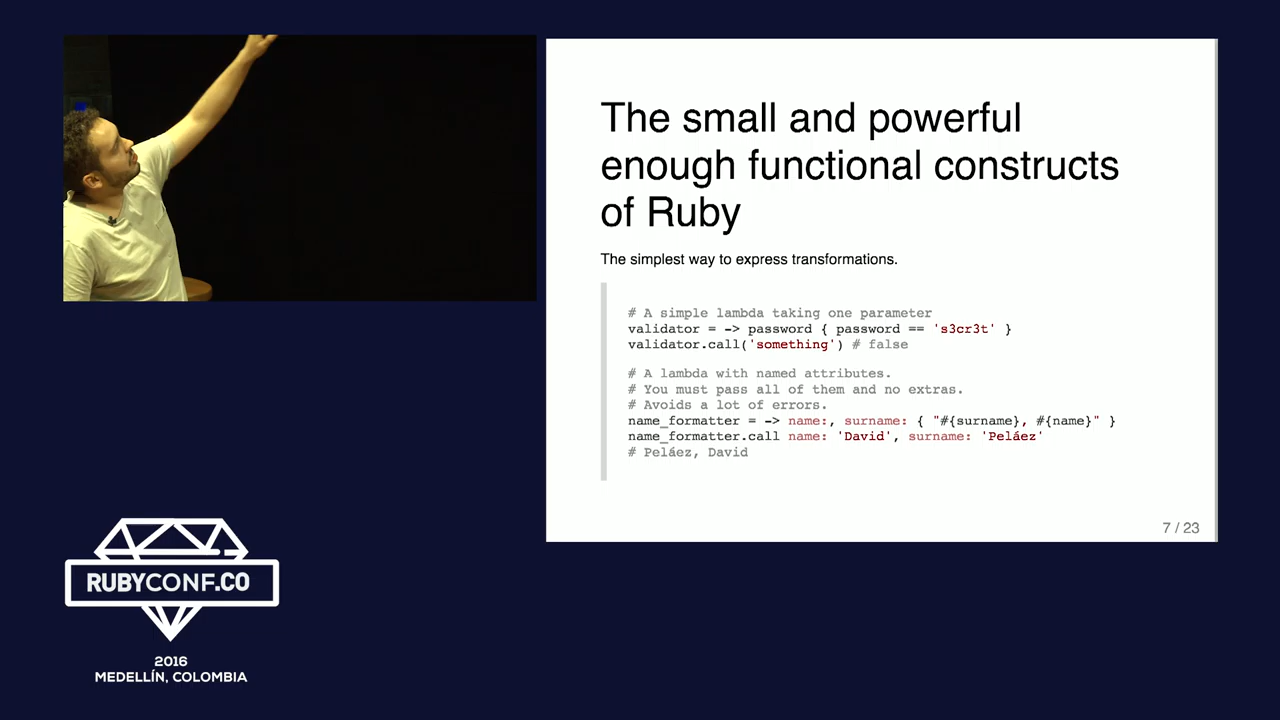 The small and powerful
enough functional constructs
of Ruby
The simplest way to express transformations.
# A simple lambda taking one parameter
validator = -> password { password == 's3cr3t' }
validator.call('something') # false
# A lambda with named attributes.
# You must pass all of them and no extras.
# Avoids a lot of errors.
name_formatter = -> name:, surname: { "#{surname}, #{name}" }
name_formatter.call name: 'David', surname: 'Peláez'
# Peláez, David
7 / 23
RUBYCONF.CO
2016
MEDELLÍN, COLOMBIA